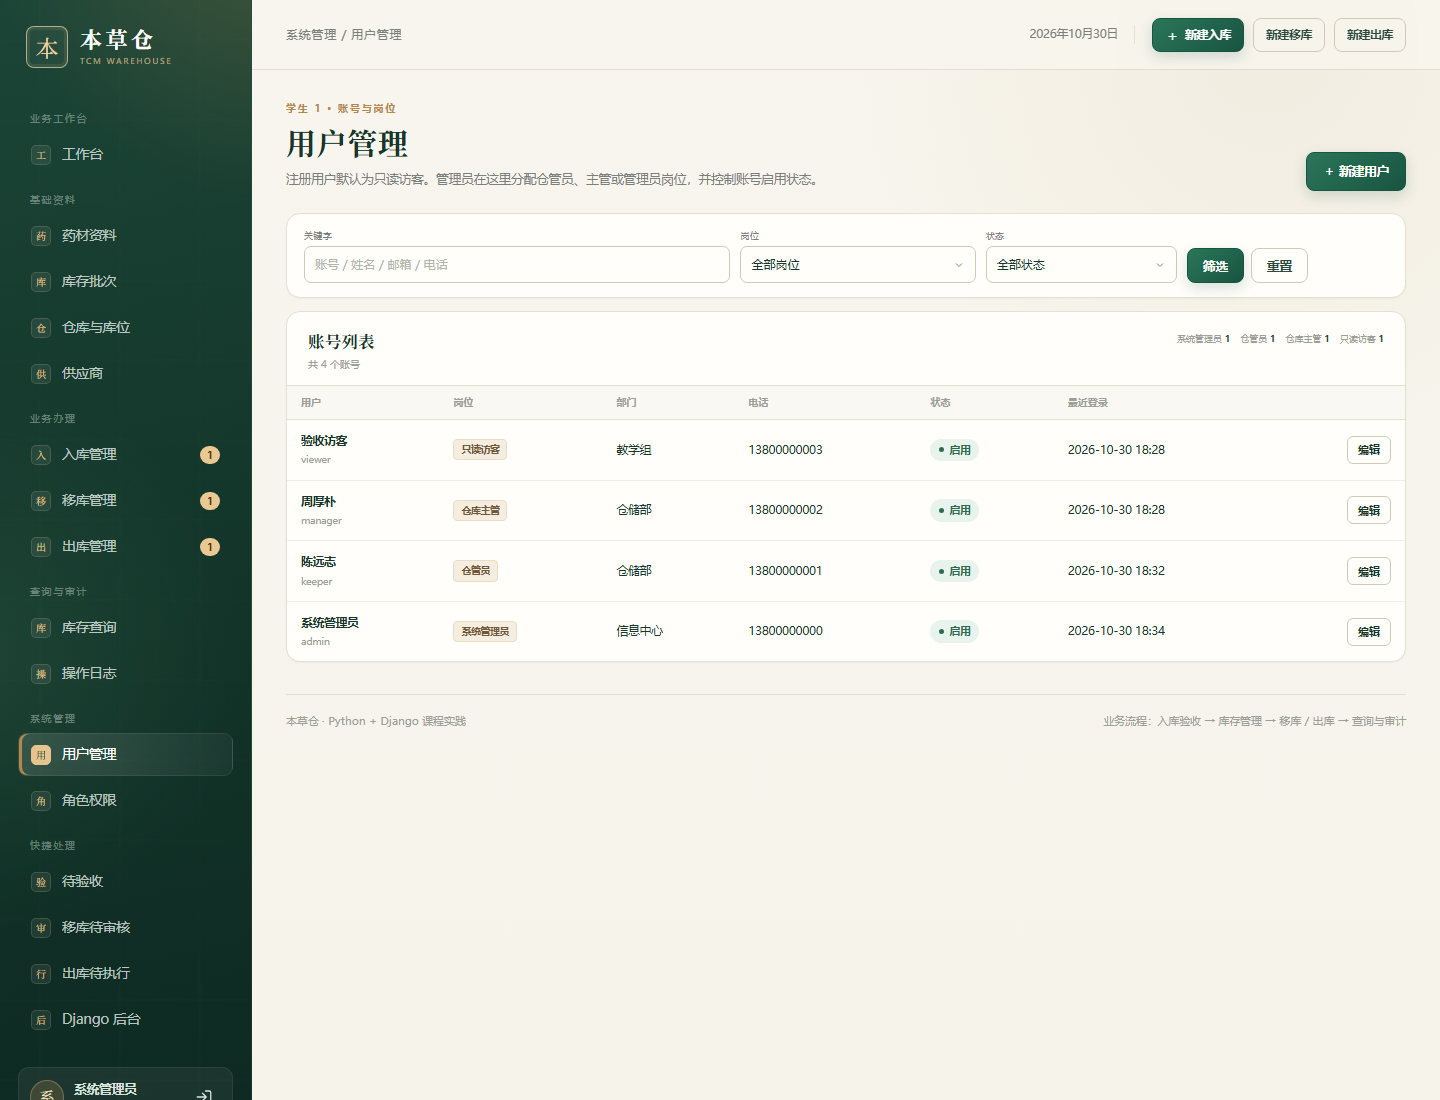 本
本草仓
TCM WAREHOUSE
业务工作台
工 工作台
基础资料
药 药材资料
库 库存批次
仓 仓库与库位
供 供应商
业务办理
入 入库管理 1
移 移库管理 1
出 出库管理 1
查询与审计
库 库存查询
操 操作日志
系统管理
用 用户管理
角 角色权限
快捷处理
验 待验收
审 移库待审核
行 出库待执行
后 Django 后台
系 系统管理员
系统管理 / 用户管理
2026年10月30日
+ 新建入库
新建移库
新建出库
学生 1 • 账号与岗位
用户管理
注册用户默认为只读访客。管理员在这里分配仓管员、主管或管理员岗位，并控制账号启用状态。
+ 新建用户
关键字 岗位 状态
账号 / 姓名 / 邮箱 / 电话 全部岗位 全部状态 筛选 重置
账号列表
共 4 个账号
系统管理员 1 仓管员 1 仓库主管 1 只读访客 1
用户 岗位 部门 电话 状态 最近登录
验收访客
viewer
只读访客 教学组 13800000003 启用 2026-10-30 18:28 编辑
周厚朴
manager
仓库主管 仓储部 13800000002 启用 2026-10-30 18:28 编辑
陈远志
keeper
仓管员 仓储部 13800000001 启用 2026-10-30 18:32 编辑
系统管理员
admin
系统管理员 信息中心 13800000000 启用 2026-10-30 18:34 编辑
本草仓 · Python + Django 课程实践
业务流程：入库验收 → 库存管理 → 移库 / 出库 → 查询与审计